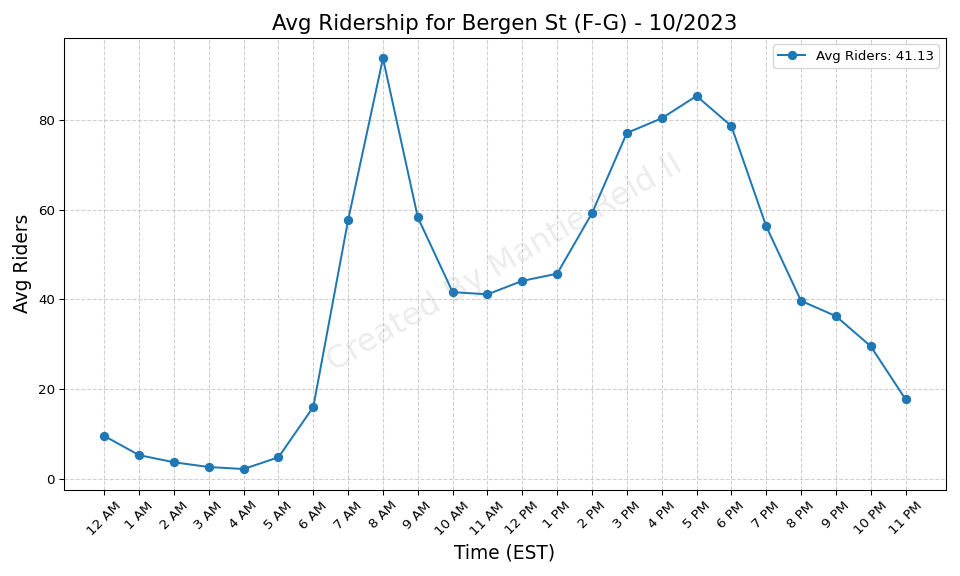 Avg Ridership for Bergen St (F-G) - 10/2023
Avg Riders: 41.13
Avg Riders
80
60
40
20
0
Created By Mantie Reid II
12 AM
1 AM
2 AM
3 AM
4 AM
5 AM
6 AM
7 AM
8 AM
9 AM
10 AM
11 AM
12 PM
1 PM
2 PM
3 PM
4 PM
5 PM
6 PM
7 PM
8 PM
9 PM
10 PM
11 PM
Time (EST)